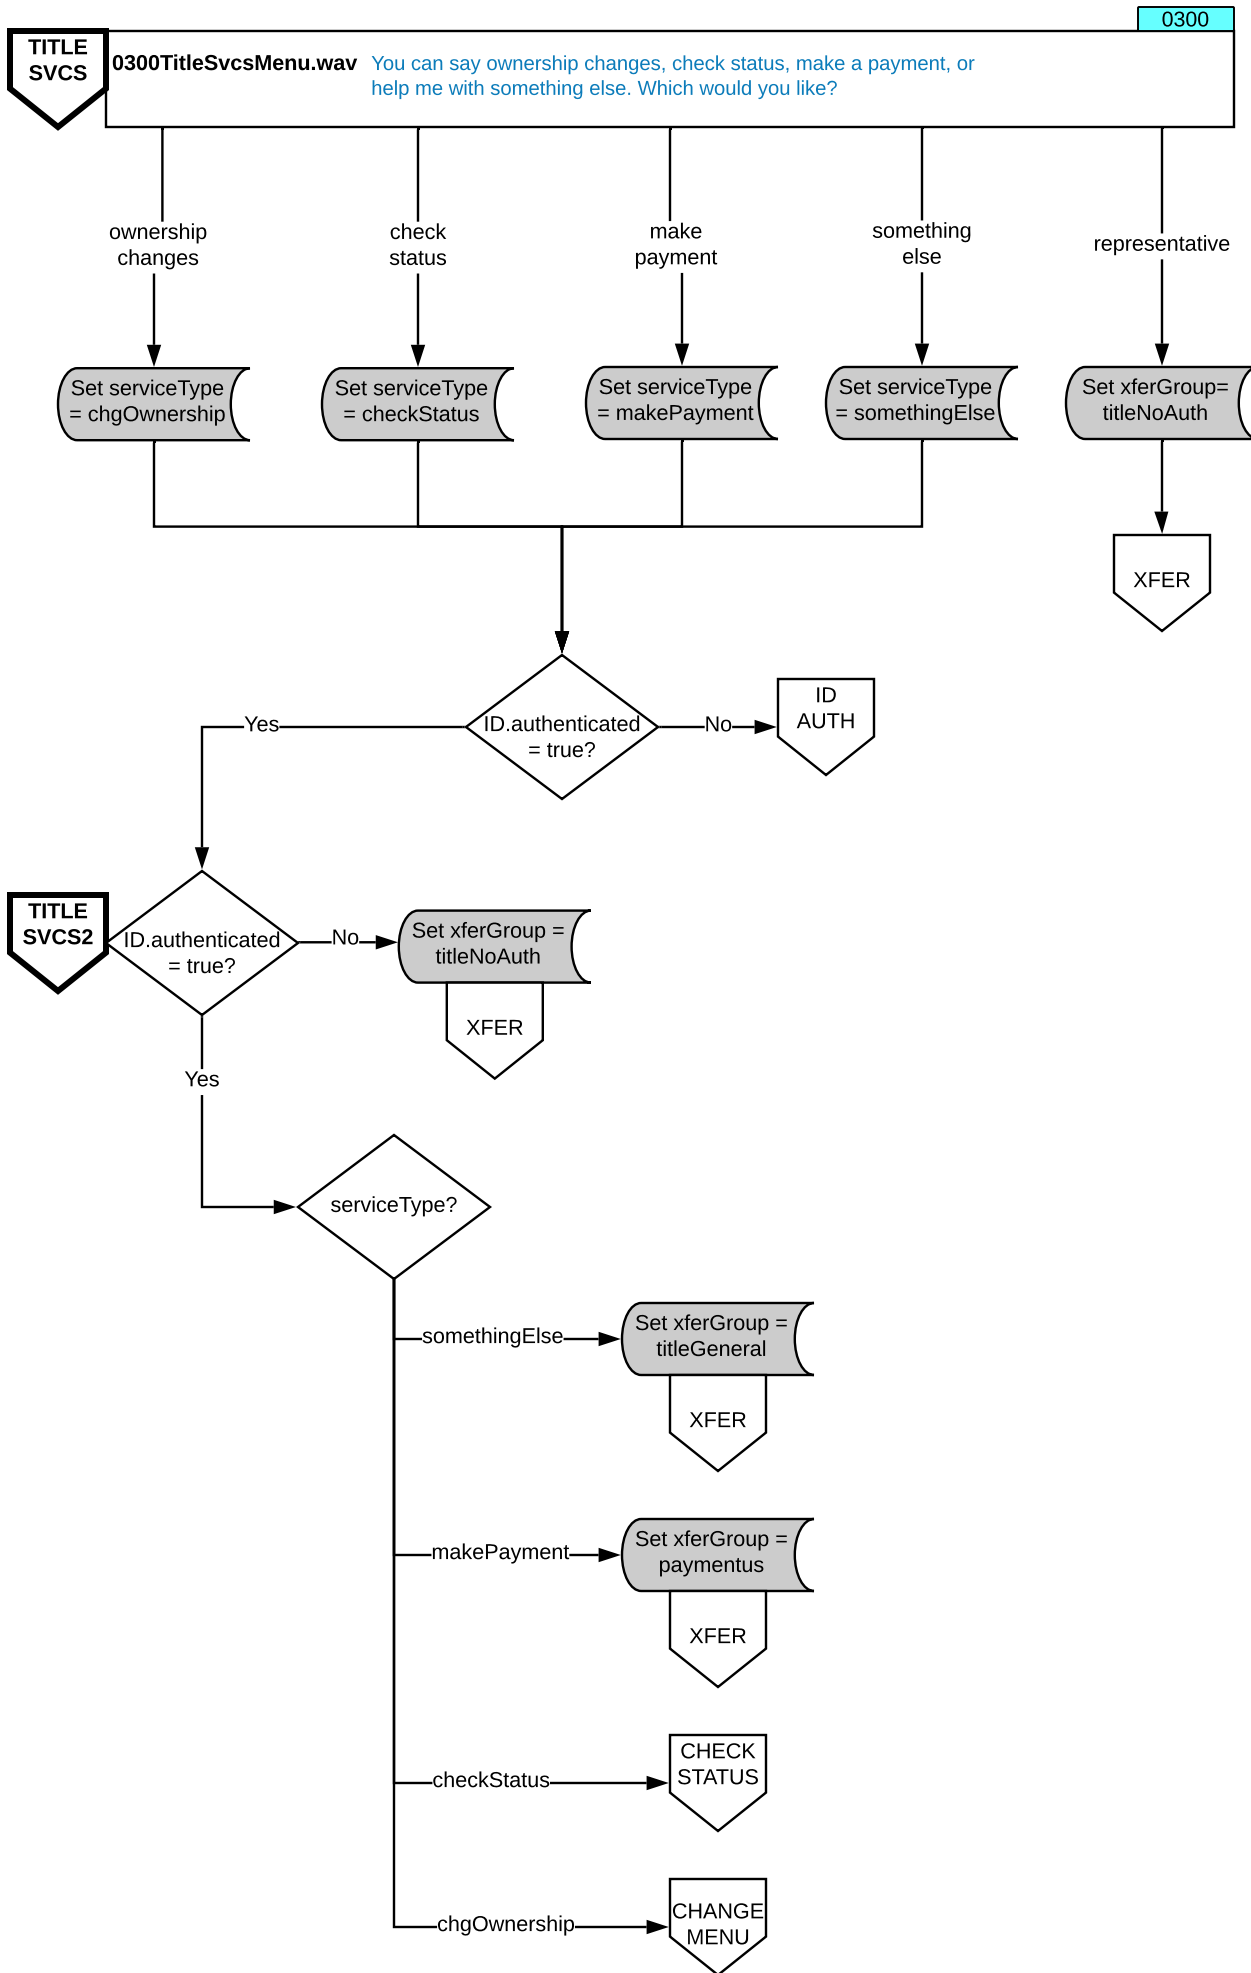 0300
TITLE
SVCS
0300TitleSvcsMenu.wav
You can say ownership changes, check status, make a payment, or
help me with something else. Which would you like?
ownership
changes
check
status
make
payment
something
else
representative
Set serviceType
= chgOwnership
Set serviceType
= checkStatus
Set serviceType
= makePayment
Set serviceType
= somethingElse
Set xferGroup=
titleNoAuth
XFER
ID.authenticated
= true?
Yes
No
ID
AUTH
TITLE
SVCS2
ID.authenticated
= true?
No
Set xferGroup =
titleNoAuth
XFER
Yes
serviceType?
somethingElse
Set xferGroup =
titleGeneral
XFER
makePayment
Set xferGroup =
paymentus
XFER
checkStatus
CHECK
STATUS
chgOwnership
CHANGE
MENU